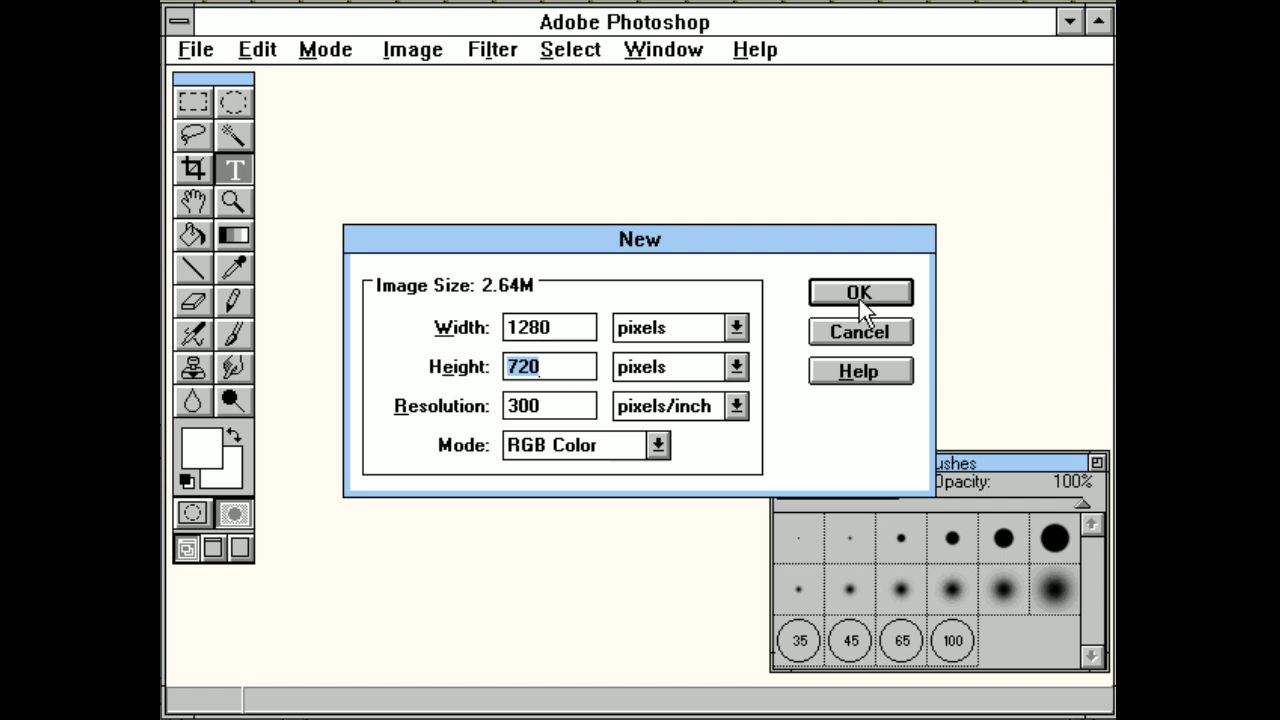 Adobe Photoshop
File Edit Mode Image Filter Select Window Help
T
New
Image Size: 2.64M
Width: 1280 pixels
Height: 720 pixels
Resolution: 300 pixels/inch
Mode: RGB Color
OK
Cancel
Help
ushes
Opacity: 100%
35 45 65 100